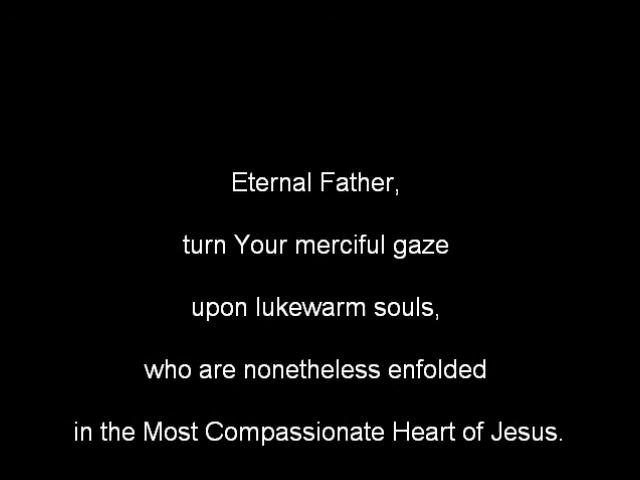 Eternal Father,
turn Your merciful gaze
upon lukewarm souls,
who are nonetheless enfolded
in the Most Compassionate Heart of Jesus.